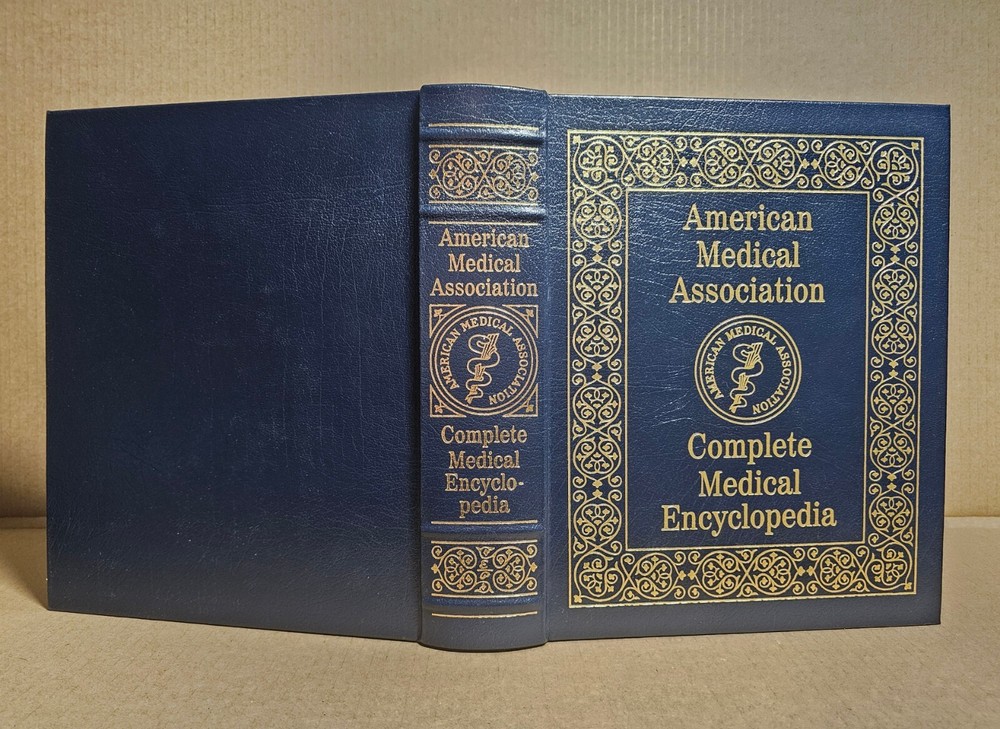 American
Medical
Association
AMERICAN MEDICAL ASSOCIATION
Complete
Medical
Encyclo-
pedia
American
Medical
Association
AMERICAN MEDICAL ASSOCIATION
Complete
Medical
Encyclopedia